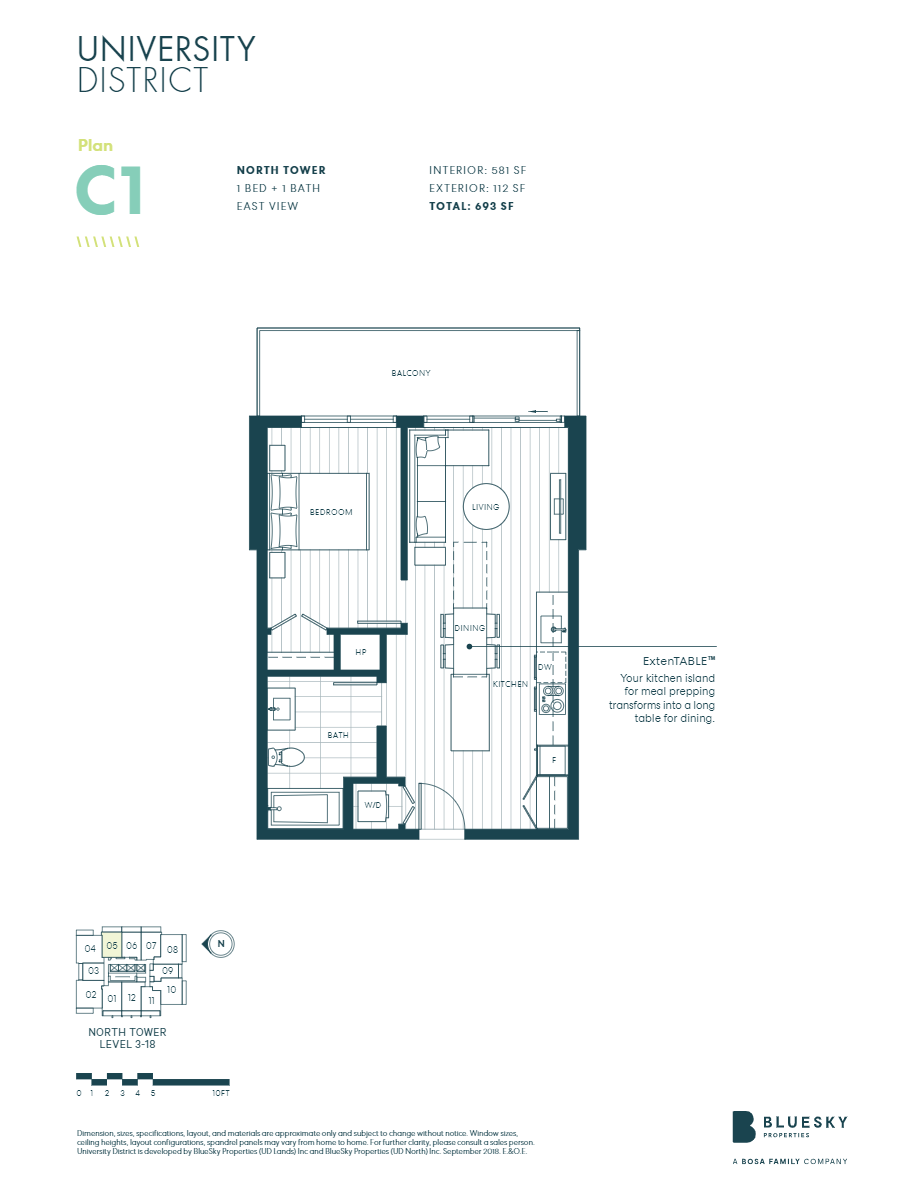 UNIVERSITY
DISTRICT
Plan
C1
NORTH TOWER
1 BED + 1 BATH
EAST VIEW
INTERIOR: 581 SF
EXTERIOR: 112 SF
TOTAL: 693 SF
BALCONY
BEDROOM
LIVING
DINING
HP
DW
KITCHEN
BATH
F
W/D
ExtenTABLE™
Your kitchen island
for meal prepping
transforms into a long
table for dining.
04 05 06 07 08
03 09
02 01 12 11 10
N
NORTH TOWER
LEVEL 3-18
0 1 2 3 4 5 10FT
Dimension, sizes, specifications, layout, and materials are approximate only and subject to change without notice. Window sizes,
ceiling heights, layout configurations, spandrel panels may vary from home to home. For further clarity, please consult a sales person.
University District is developed by BlueSky Properties (UD Lands) Inc and BlueSky Properties (UD North) Inc. September 2018. E.&O.E.
BLUESKY
PROPERTIES
A BOSA FAMILY COMPANY